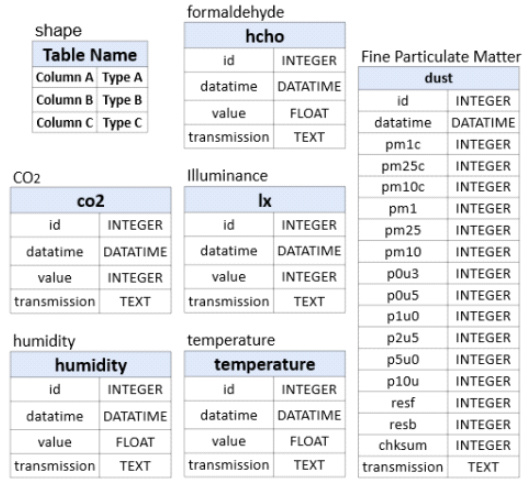 shape
Table Name
Column A Type A
Column B Type B
Column C Type C
formaldehyde
hcho
id INTEGER
datatime DATATIME
value FLOAT
transmission TEXT
Fine Particulate Matter
dust
id INTEGER
datatime DATATIME
pm1c INTEGER
pm25c INTEGER
pm10c INTEGER
pm1 INTEGER
pm25 INTEGER
pm10 INTEGER
p0u3 INTEGER
p0u5 INTEGER
p1u0 INTEGER
p2u5 INTEGER
p5u0 INTEGER
p10u INTEGER
resf INTEGER
resb INTEGER
chksum INTEGER
transmission TEXT
CO2
co2
id INTEGER
datatime DATATIME
value INTEGER
transmission TEXT
Illuminance
lx
id INTEGER
datatime DATATIME
value INTEGER
transmission TEXT
humidity
humidity
id INTEGER
datatime DATATIME
value FLOAT
transmission TEXT
temperature
temperature
id INTEGER
datatime DATATIME
value FLOAT
transmission TEXT